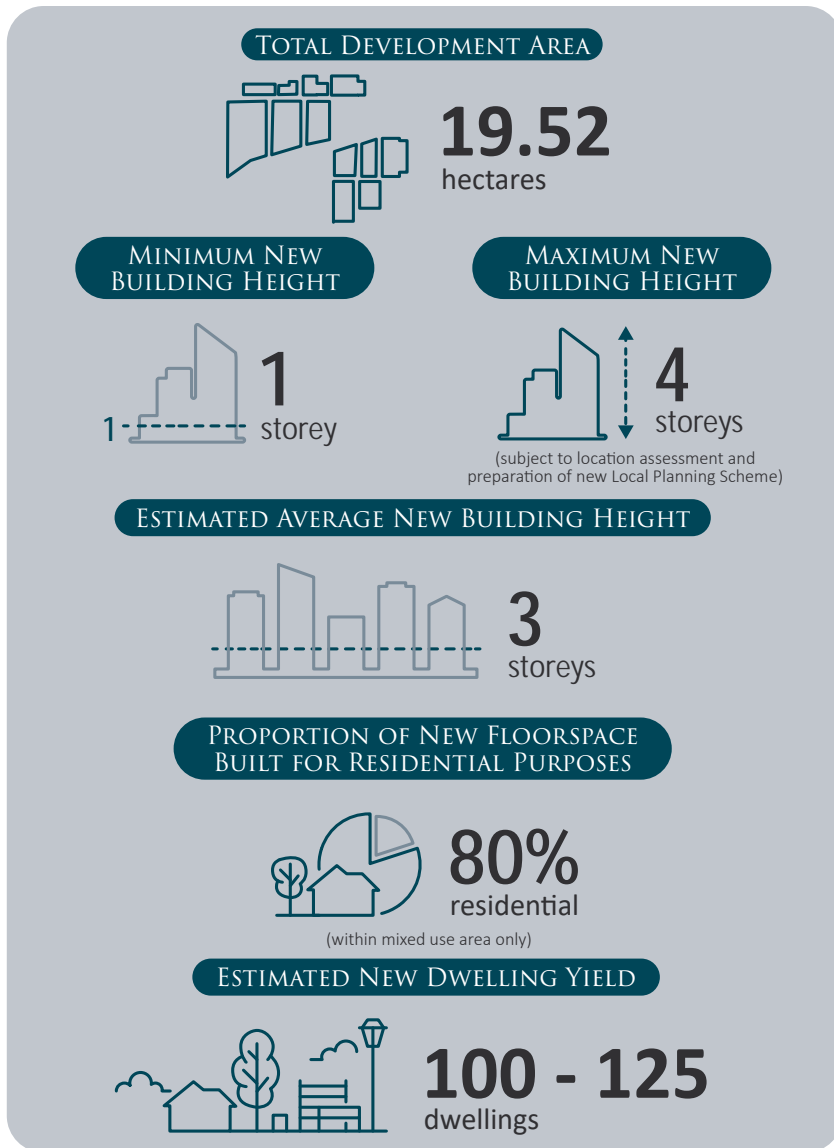 TOTAL DEVELOPMENT AREA
19.52
hectares
MINIMUM NEW
BUILDING HEIGHT
1
storey
1
MAXIMUM NEW
BUILDING HEIGHT
4
storeys
(subject to location assessment and
preparation of new Local Planning Scheme)
ESTIMATED AVERAGE NEW BUILDING HEIGHT
3
storeys
PROPORTION OF NEW FLOORSPACE
BUILT FOR RESIDENTIAL PURPOSES
80%
residential
(within mixed use area only)
ESTIMATED NEW DWELLING YIELD
100 - 125
dwellings